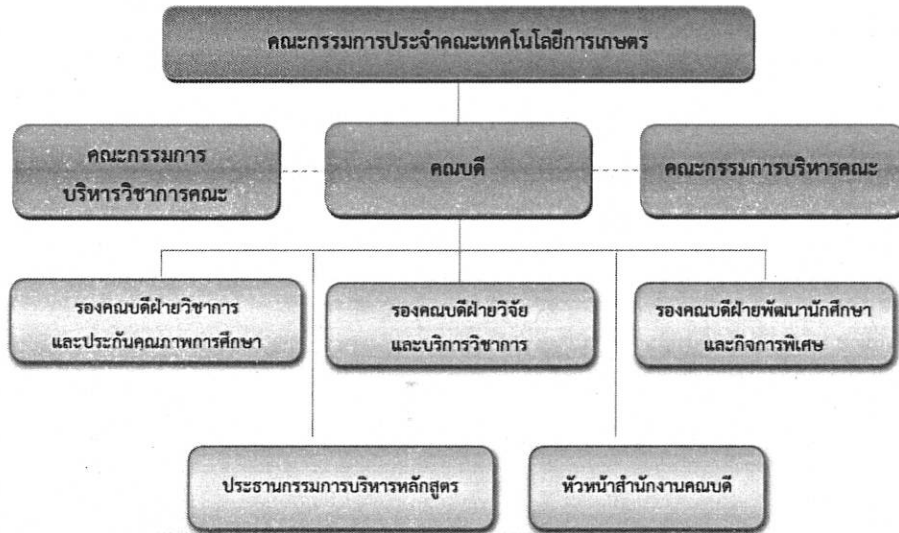 คณะกรรมการประจำคณะเทคโนโลยีการเกษตร
คณะกรรมการ
บริหารวิชาการคณะ
คณบดี
คณะกรรมการบริหารคณะ
รองคณบดีฝ่ายวิชาการ
และประกันคุณภาพการศึกษา
รองคณบดีฝ่ายวิจัย
และบริการวิชาการ
รองคณบดีฝ่ายพัฒนานักศึกษา
และกิจการพิเศษ
ประธานกรรมการบริหารหลักสูตร
หัวหน้าสำนักงานคณบดี